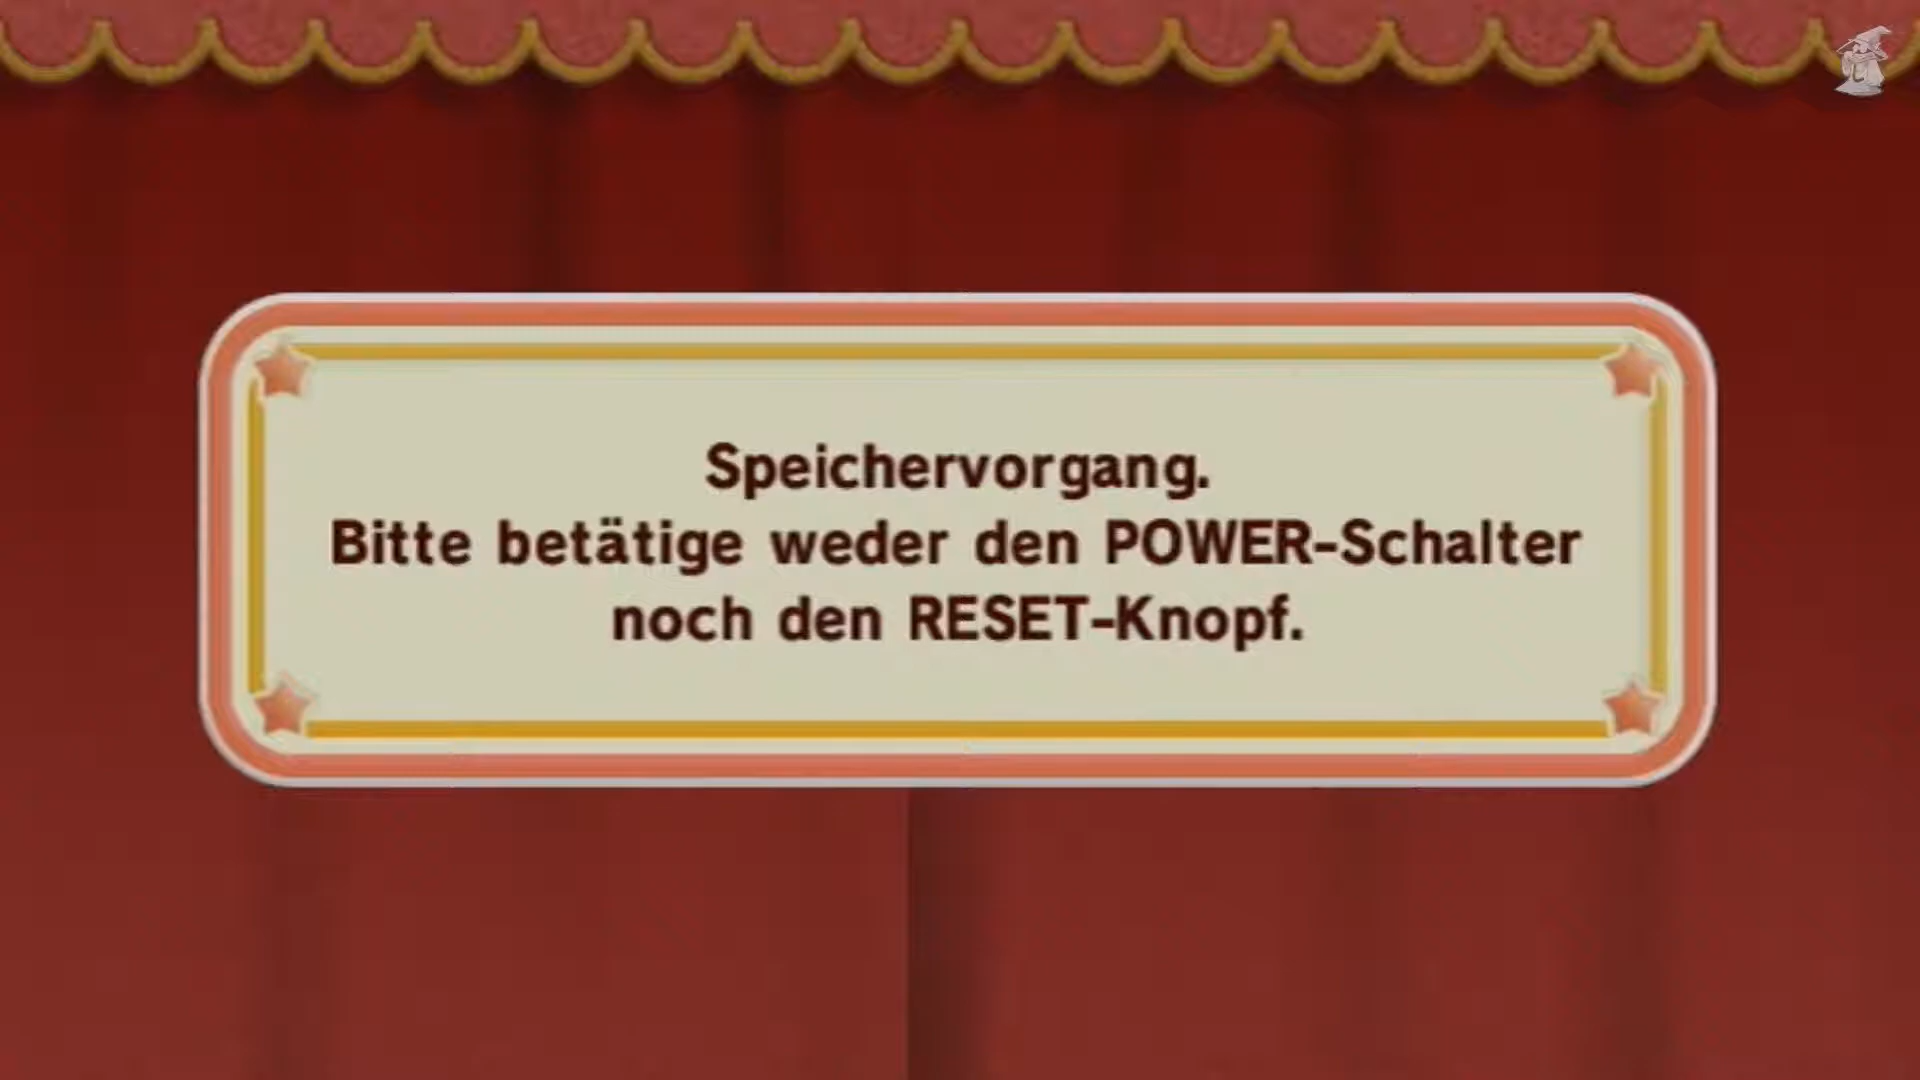 Speichervorgang.
Bitte betätige weder den POWER-Schalter
noch den RESET-Knopf.